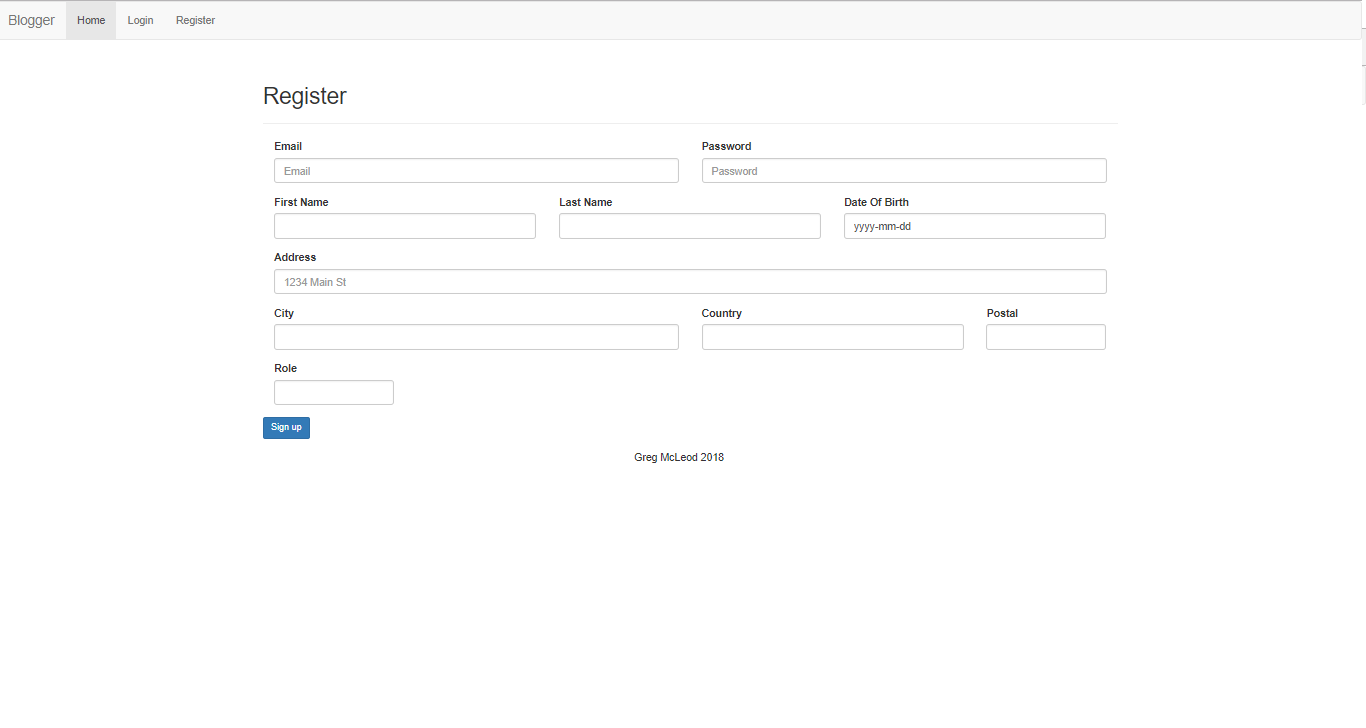 Blogger Home Login Register
Register
Email Password
Email Password
First Name Last Name Date Of Birth
yyyy-mm-dd
Address
1234 Main St
City Country Postal
Role
Sign up
Greg McLeod 2018